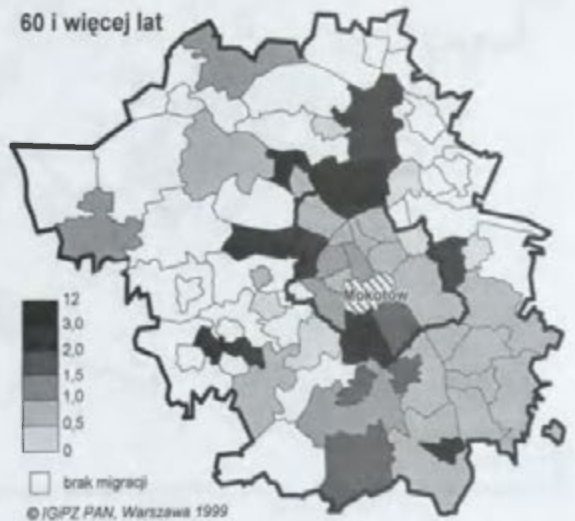 60 i więcej lat
Mokotów
12
3,0
2,0
1,5
1,0
0,5
0
brak migracji
© IGiPZ PAN, Warszawa 1999